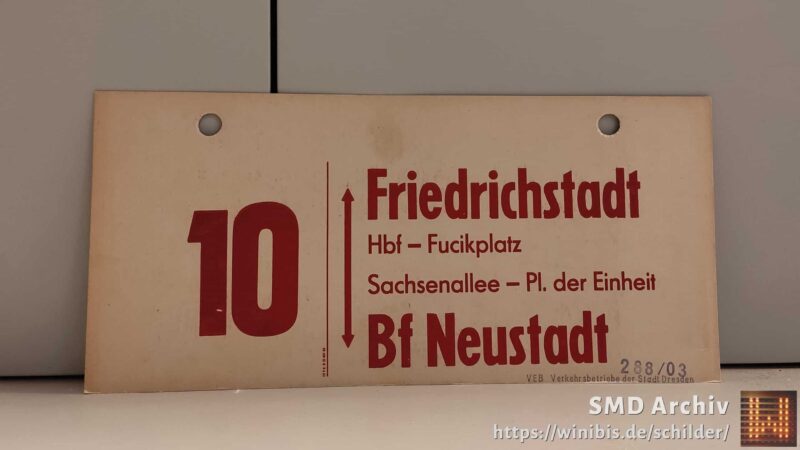 10
Friedrichstadt
Hbf – Fucikplatz
Sachsenallee – Pl. der Einheit
Bf Neustadt
288/03
VEB Verkehrsbetriebe der Stadt Dresden
SMD Archiv
https://winibis.de/schilder/